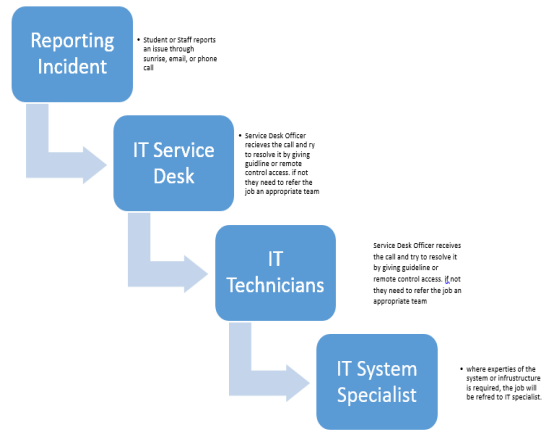 Reporting
Incident
• Student or Staff reports
an issue through
sunrise, email, or phone
call
IT Service
Desk
• Service Desk Officer
recieves the call and try
to resolve it by giving
guidline or remote
control access. if not
they need to refer the
job an appropriate team
IT
Technicians
Service Desk Officer receives
the call and try to resolve it
by giving guideline or
remote control access. if not
they need to refer the job an
appropriate team
IT System
Specialist
• where experties of the
system or infrustructure
is required, the job will
be refred to IT specialist.